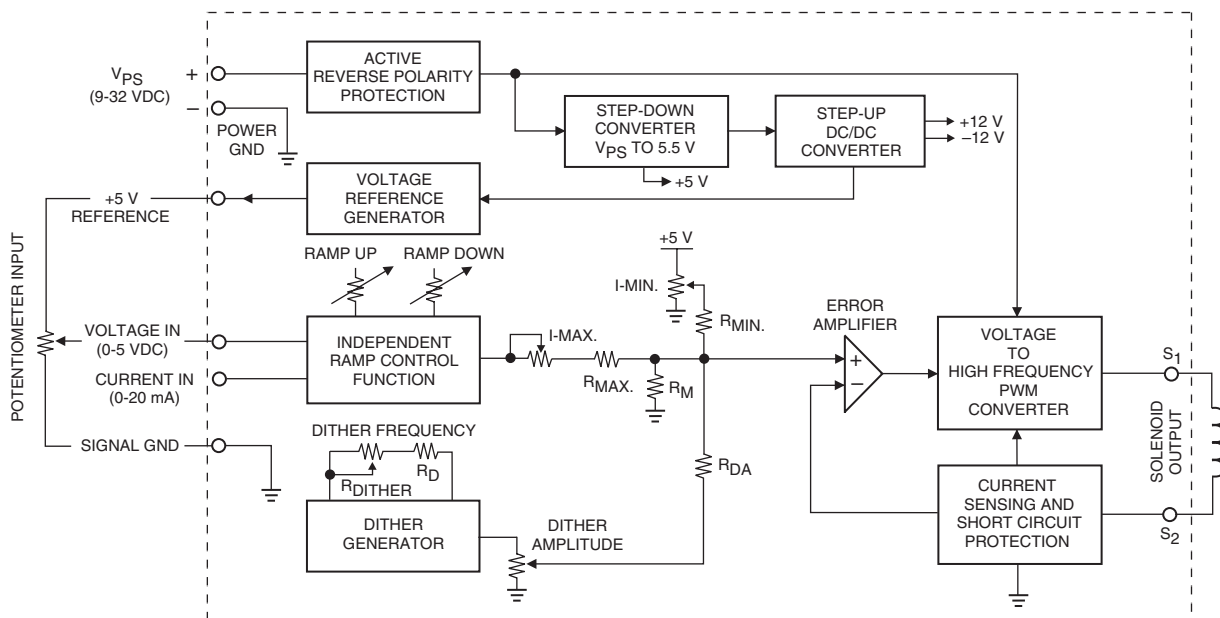 V_PS
(9-32 VDC)
+
–
POWER
GND
ACTIVE
REVERSE POLARITY
PROTECTION
STEP-DOWN
CONVERTER
V_PS TO 5.5 V
+5 V
STEP-UP
DC/DC
CONVERTER
+12 V
–12 V
+5 V
REFERENCE
VOLTAGE
REFERENCE
GENERATOR
POTENTIOMETER INPUT
RAMP UP
RAMP DOWN
VOLTAGE IN
(0-5 VDC)
CURRENT IN
(0-20 mA)
SIGNAL GND
INDEPENDENT
RAMP CONTROL
FUNCTION
I-MAX.
R_MAX.
R_M
+5 V
I-MIN.
R_MIN.
ERROR
AMPLIFIER
+
–
VOLTAGE
TO
HIGH FREQUENCY
PWM
CONVERTER
S_1
SOLENOID
OUTPUT
S_2
DITHER FREQUENCY
R_DITHER
R_D
DITHER
GENERATOR
DITHER
AMPLITUDE
R_DA
CURRENT
SENSING AND
SHORT CIRCUIT
PROTECTION